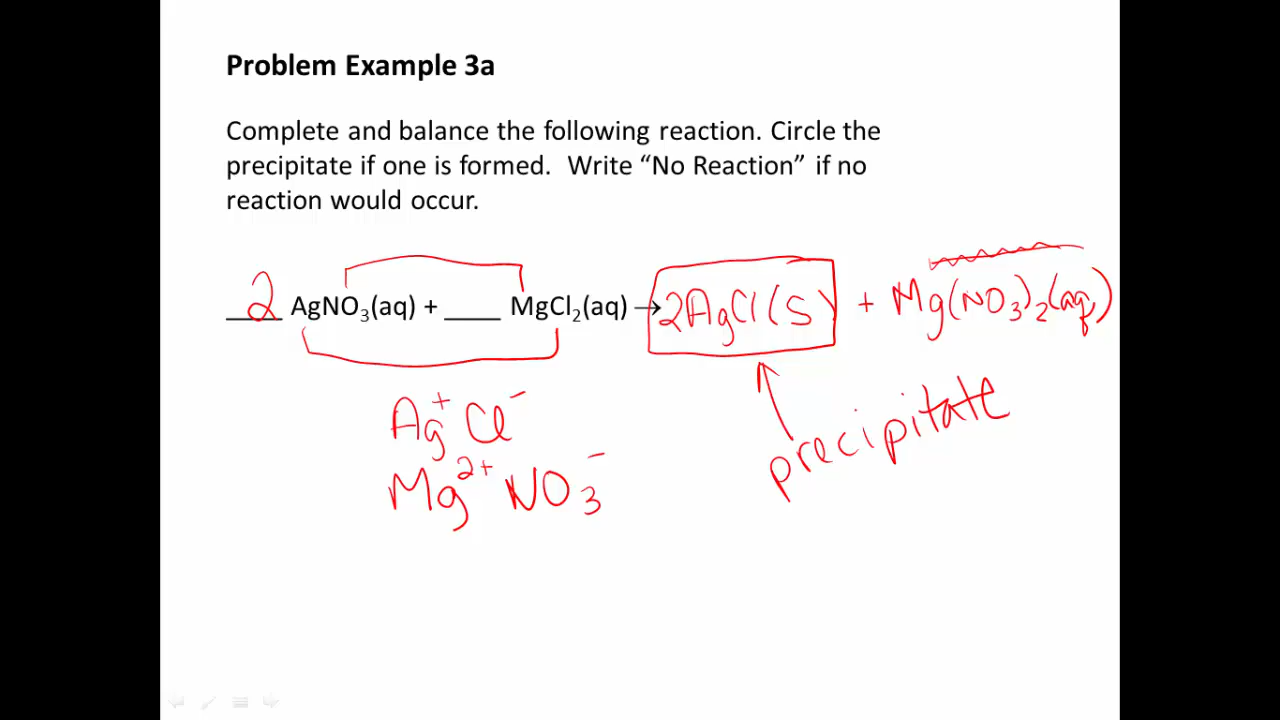 Problem Example 3a
Complete and balance the following reaction. Circle the
precipitate if one is formed. Write “No Reaction” if no
reaction would occur.
2 AgNO₃(aq) + ____ MgCl₂(aq) → 2AgCl(s) + Mg(NO₃)₂(aq)
Ag⁺ Cl⁻
precipitate
Mg²⁺ NO₃⁻